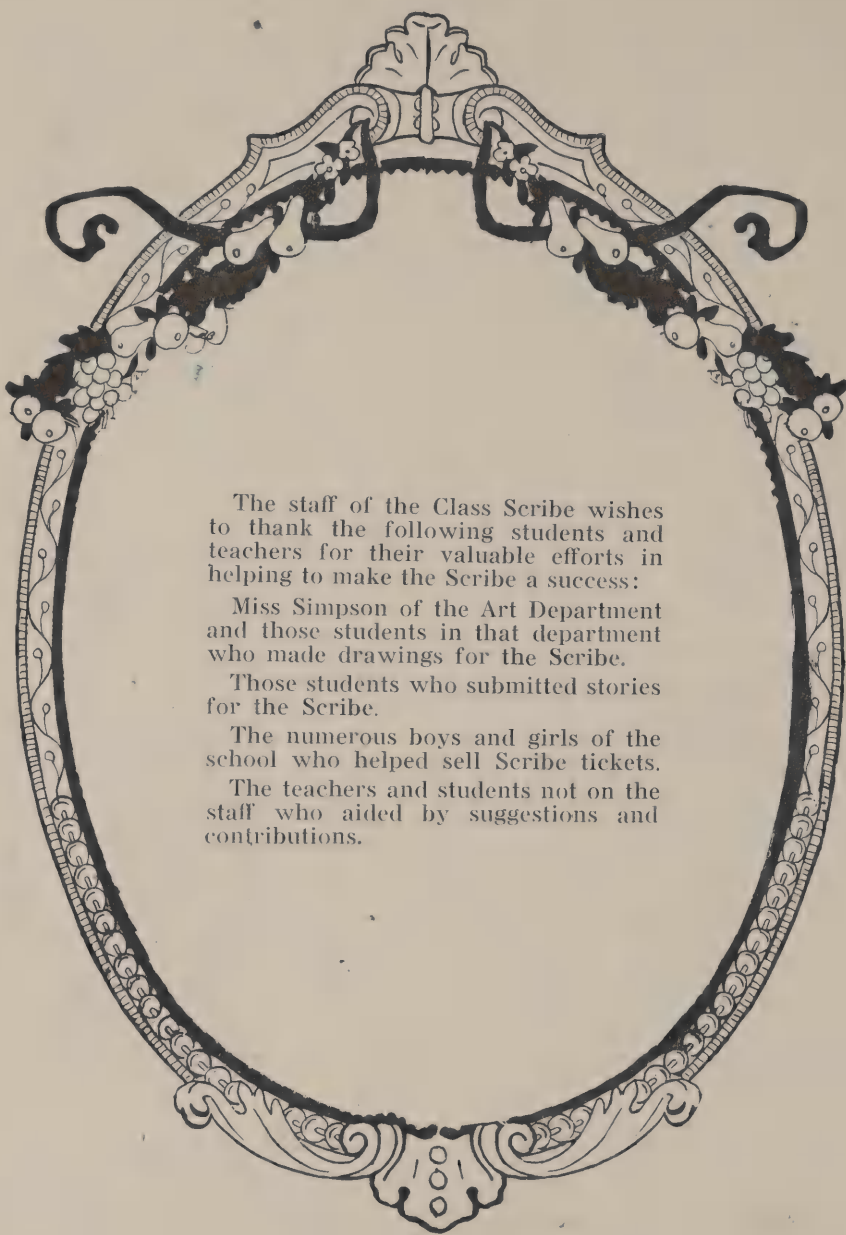 The staff of the Class Scribe wishes
to thank the following students and
teachers for their valuable efforts in
helping to make the Scribe a success:
Miss Simpson of the Art Department
and those students in that department
who made drawings for the Scribe.
Those students who submitted stories
for the Scribe.
The numerous boys and girls of the
school who helped sell Scribe tickets.
The teachers and students not on the
staff who aided by suggestions and
contributions.